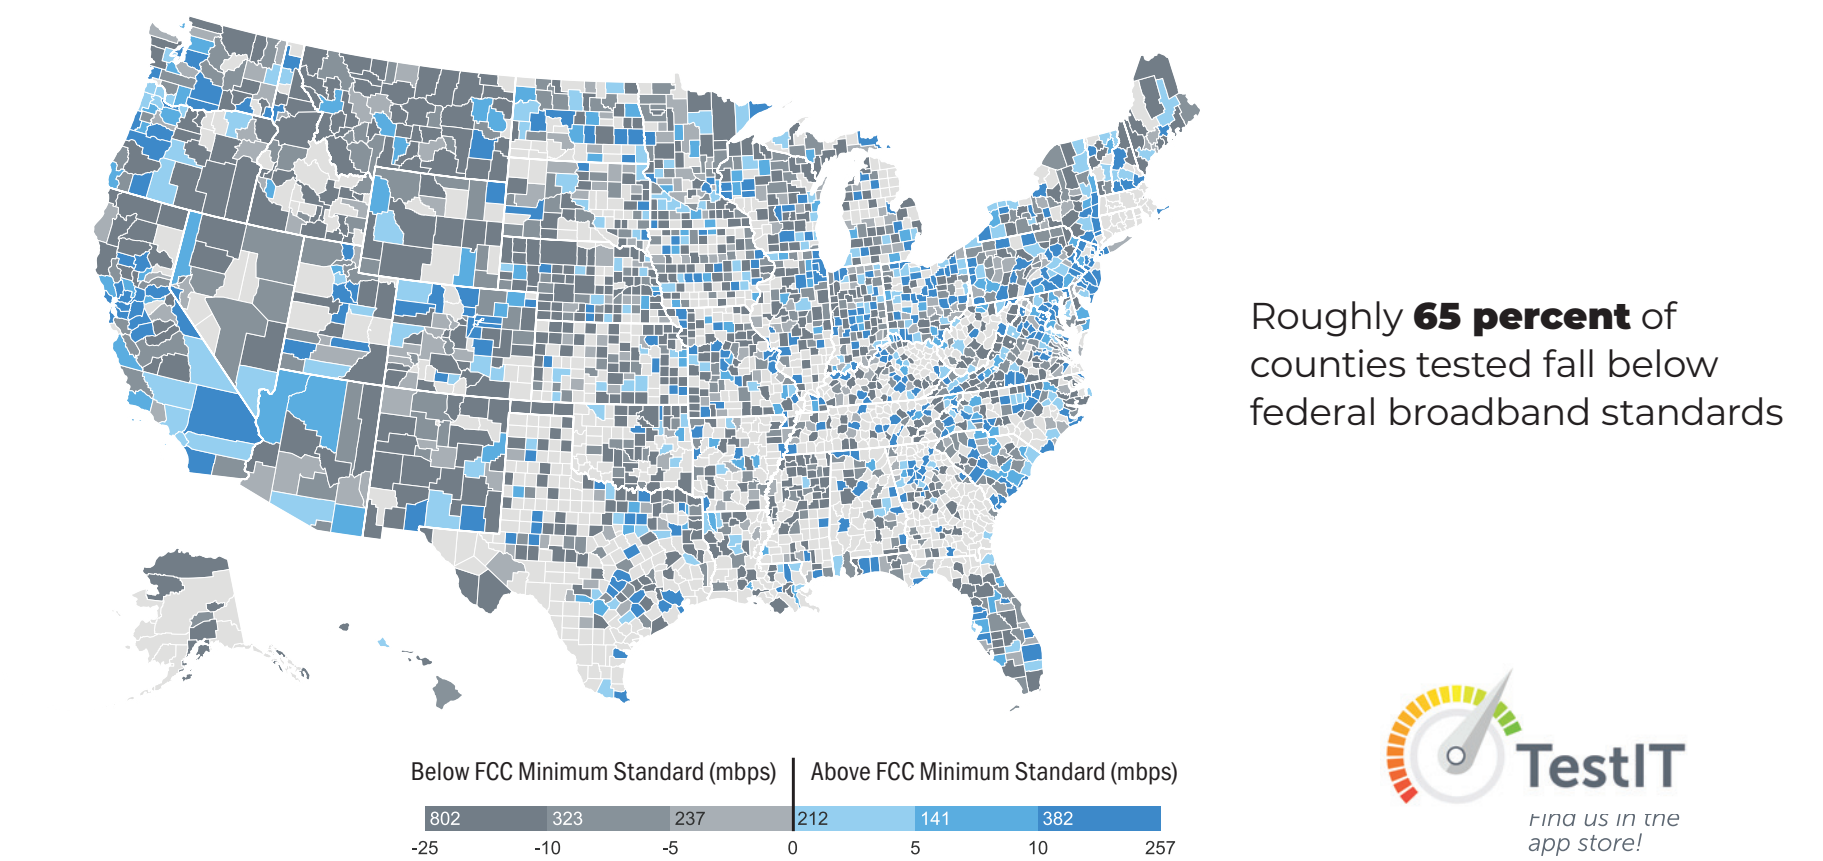 Roughly 65 percent of
counties tested fall below
federal broadband standards
Below FCC Minimum Standard (mbps)
Above FCC Minimum Standard (mbps)
802 323 237 212 141 382
-25 -10 -5 0 5 10 257
TestIT
Find us in the
app store!